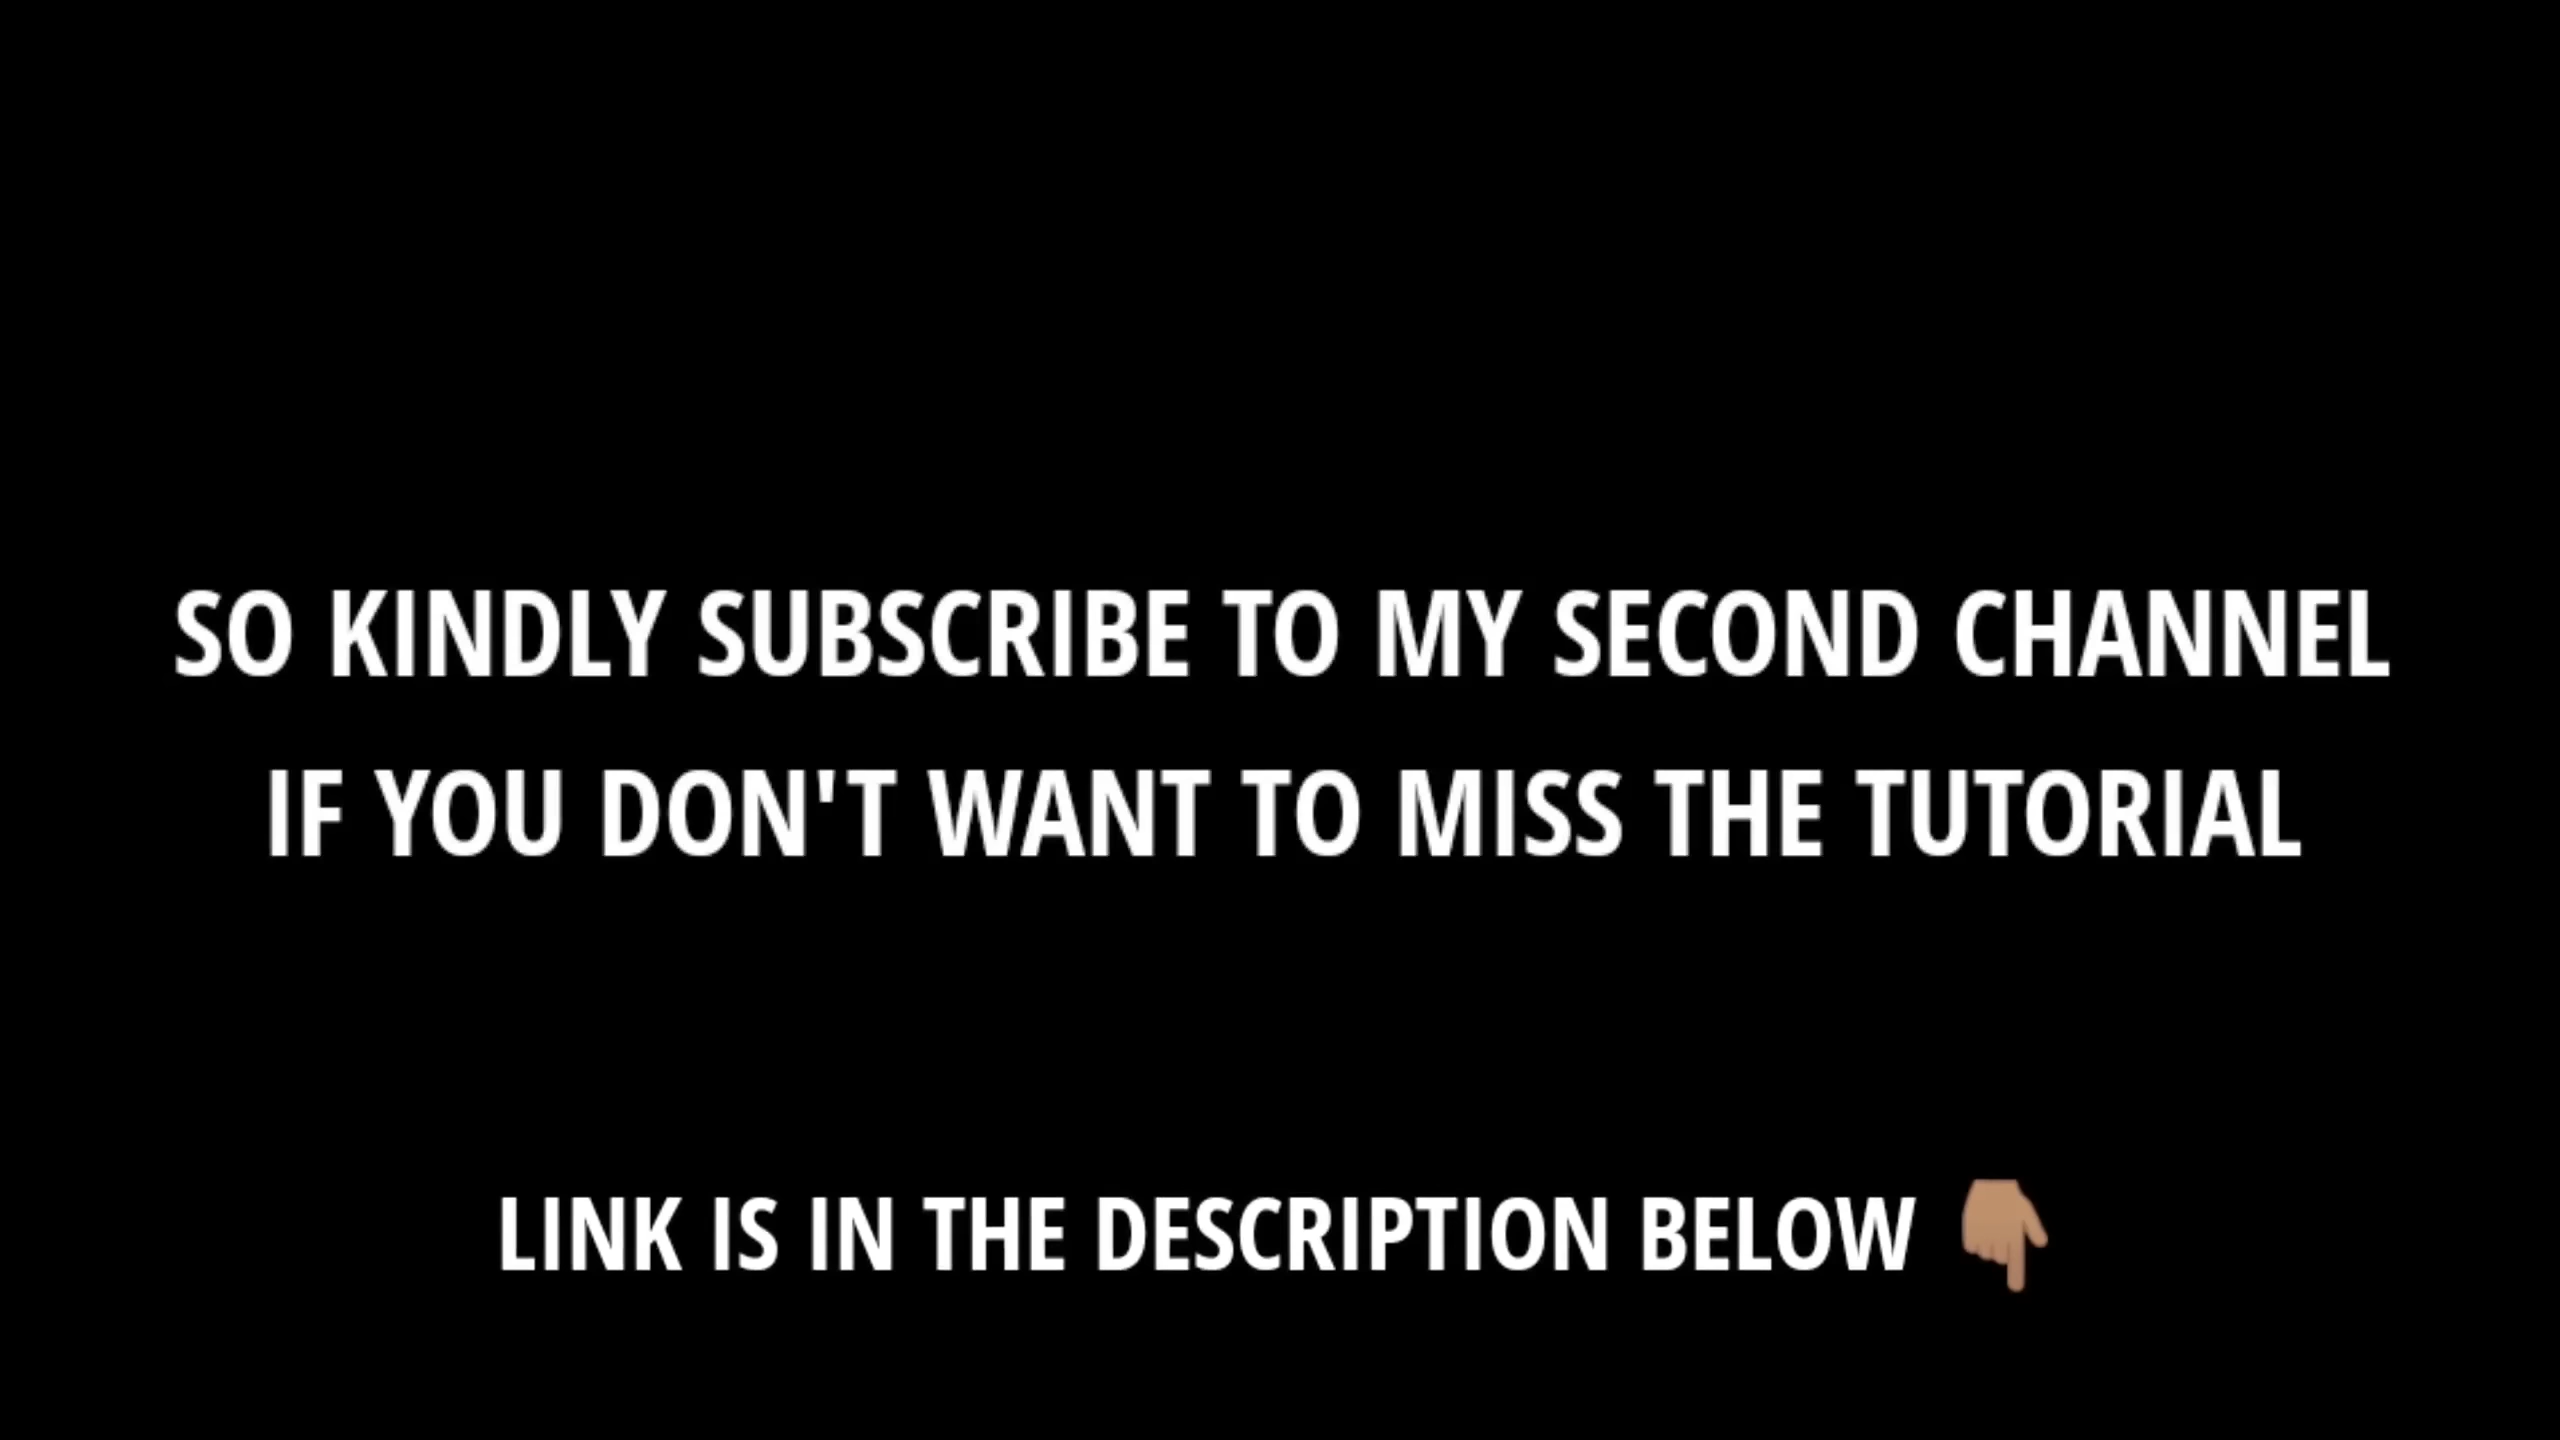 SO KINDLY SUBSCRIBE TO MY SECOND CHANNEL
IF YOU DON'T WANT TO MISS THE TUTORIAL
LINK IS IN THE DESCRIPTION BELOW 👇🏽